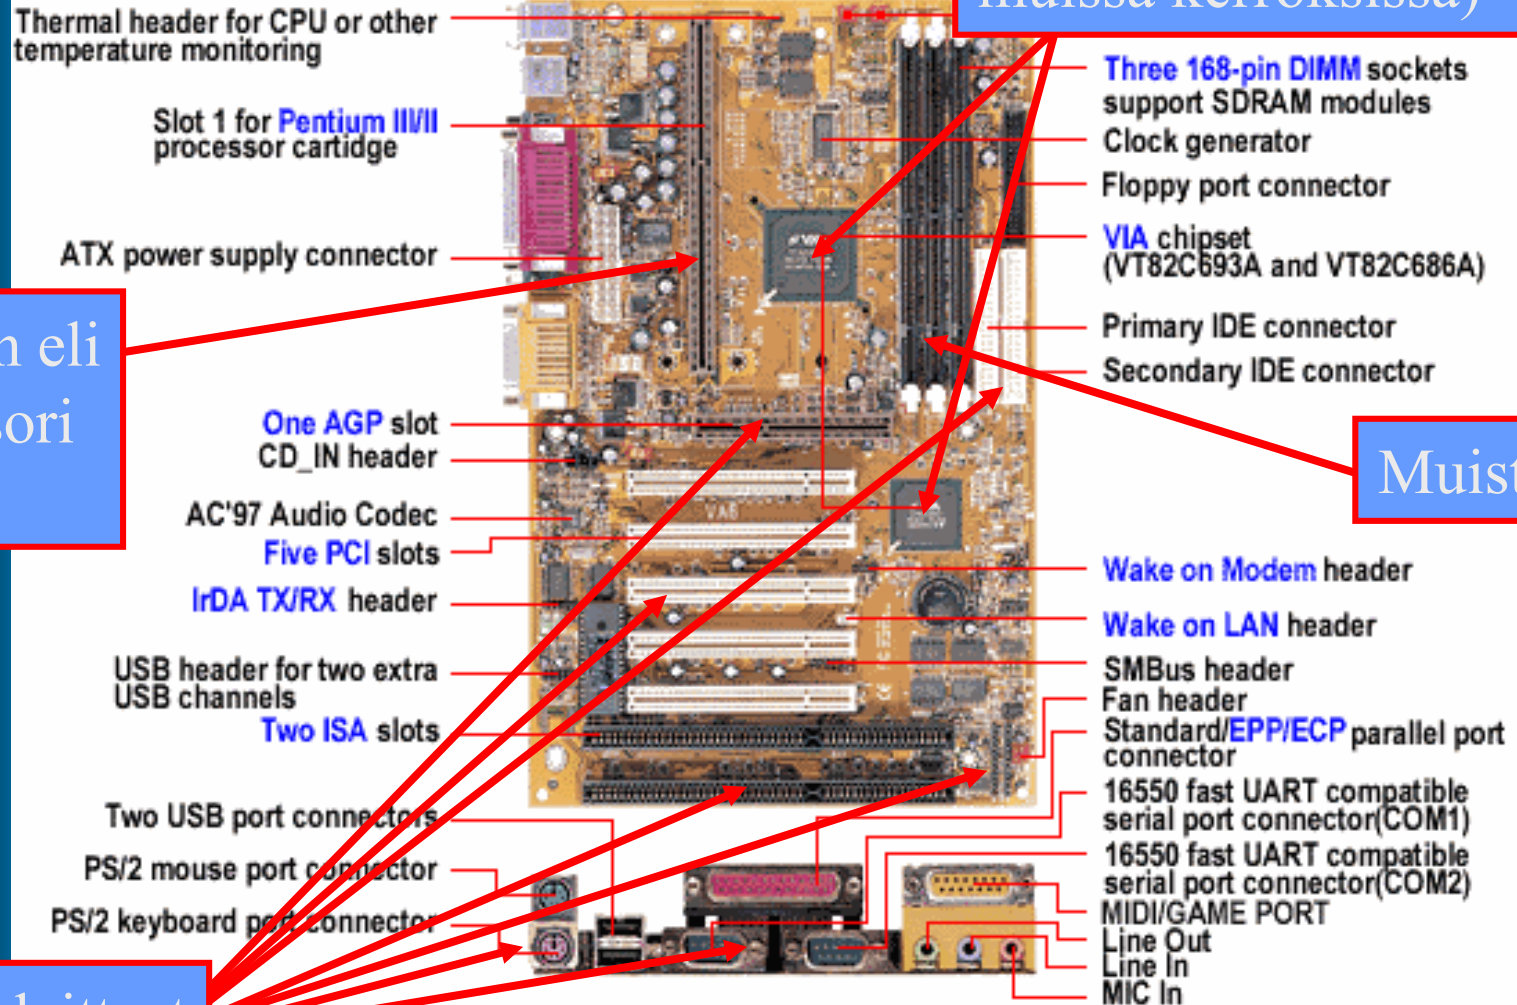 muissa kerroksissa)
Thermal header for CPU or other
temperature monitoring
Slot 1 for Pentium III/II
processor cartidge
ATX power supply connector
eli
One AGP slot
CD_IN header
AC'97 Audio Codec
Five PCI slots
IrDA TX/RX header
USB header for two extra
USB channels
Two ISA slots
Two USB port connectors
PS/2 mouse port connector
PS/2 keyboard port connector
Three 168-pin DIMM sockets
support SDRAM modules
Clock generator
Floppy port connector
VIA chipset
(VT82C693A and VT82C686A)
Primary IDE connector
Secondary IDE connector
Muist
Wake on Modem header
Wake on LAN header
SMBus header
Fan header
Standard/EPP/ECP parallel port
connector
16550 fast UART compatible
serial port connector(COM1)
16550 fast UART compatible
serial port connector(COM2)
MIDI/GAME PORT
Line Out
Line In
MIC In